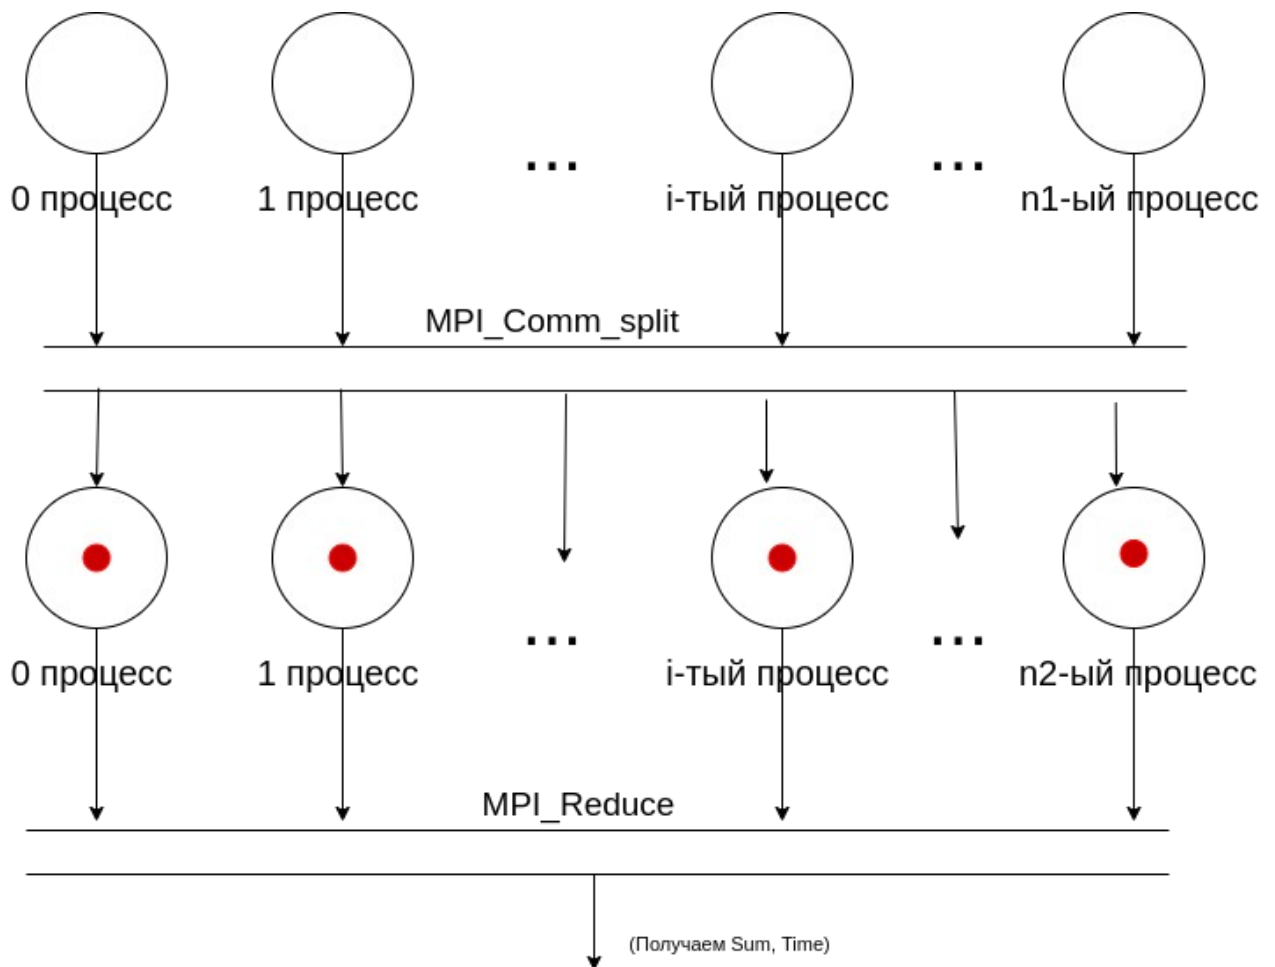 ... ...
0 процесс 1 процесс i-тый процесс n1-ый процесс
MPI_Comm_split
... ...
0 процесс 1 процесс i-тый процесс n2-ый процесс
MPI_Reduce
(Получаем Sum, Time)